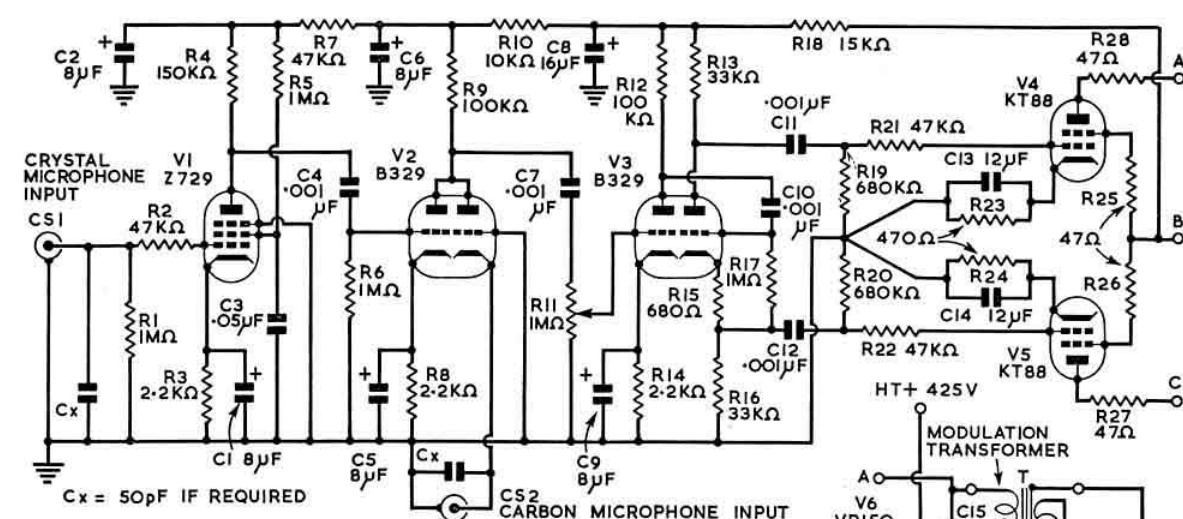 C2
8µF
R4
150KΩ
R5
1MΩ
R7
47KΩ
C6
8µF
R9
100KΩ
R10
10KΩ
C8
16µF
R12
100
KΩ
R13
33KΩ
R18 15KΩ
R28
47Ω
A
V4
KT88
·001µF
C11
R21 47KΩ
C13 12µF
R19
680KΩ
R23
R25
470Ω
47Ω
B
R24
R26
R20
680KΩ
C14 12µF
R22 47KΩ
V5
KT88
C
R27
47Ω
CRYSTAL
MICROPHONE
INPUT
CS1
V1
Z729
R2
47KΩ
C4
·001
µF
V2
B329
C7
·001
µF
V3
B329
C10
·001
µF
R1
1MΩ
C3
·05µF
R6
1MΩ
R11
1MΩ
R15
680Ω
R17
1MΩ
C12
·001µF
Cx
R3
2·2KΩ
C1 8µF
C5
8µF
R8
2·2KΩ
Cx
C9
8µF
R14
2·2KΩ
R16
33KΩ
HT+ 425V
MODULATION
TRANSFORMER
A
T
V6
C15
Cx = 50pF IF REQUIRED
CS2
CARBON MICROPHONE INPUT